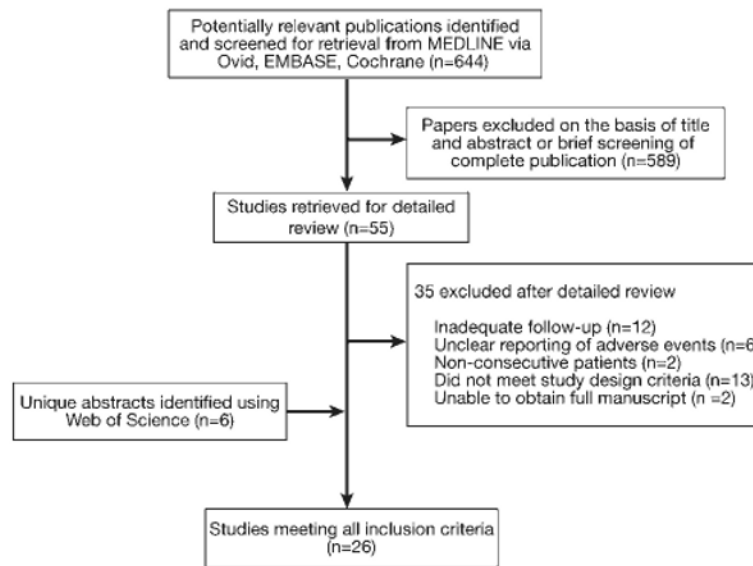 Potentially relevant publications identified
and screened for retrieval from MEDLINE via
Ovid, EMBASE, Cochrane (n=644)
Papers excluded on the basis of title
and abstract or brief screening of
complete publication (n=589)
Studies retrieved for detailed
review (n=55)
35 excluded after detailed review
Inadequate follow-up (n=12)
Unclear reporting of adverse events (n=6
Non-consecutive patients (n=2)
Did not meet study design criteria (n=13)
Unable to obtain full manuscript (n =2)
Unique abstracts identified using
Web of Science (n=6)
Studies meeting all inclusion criteria
(n=26)